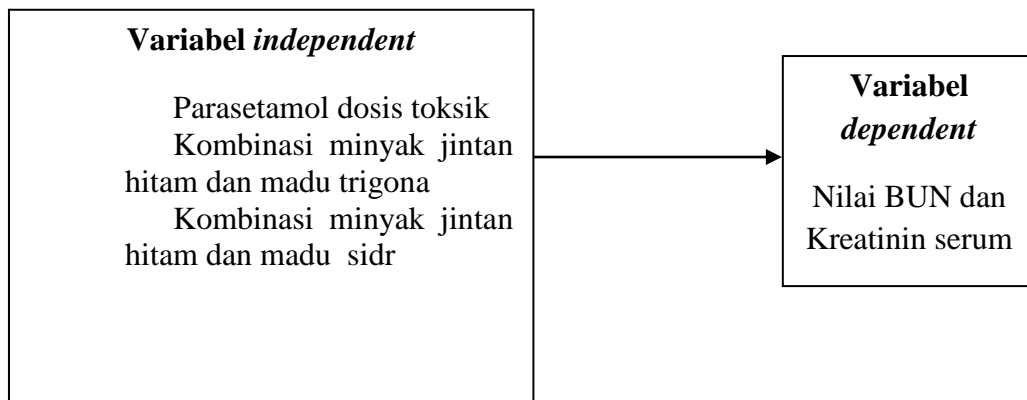 Variabel independent
Parasetamol dosis toksik
Kombinasi minyak jintan
hitam dan madu trigona
Kombinasi minyak jintan
hitam dan madu sidr
Variabel
dependent
Nilai BUN dan
Kreatinin serum